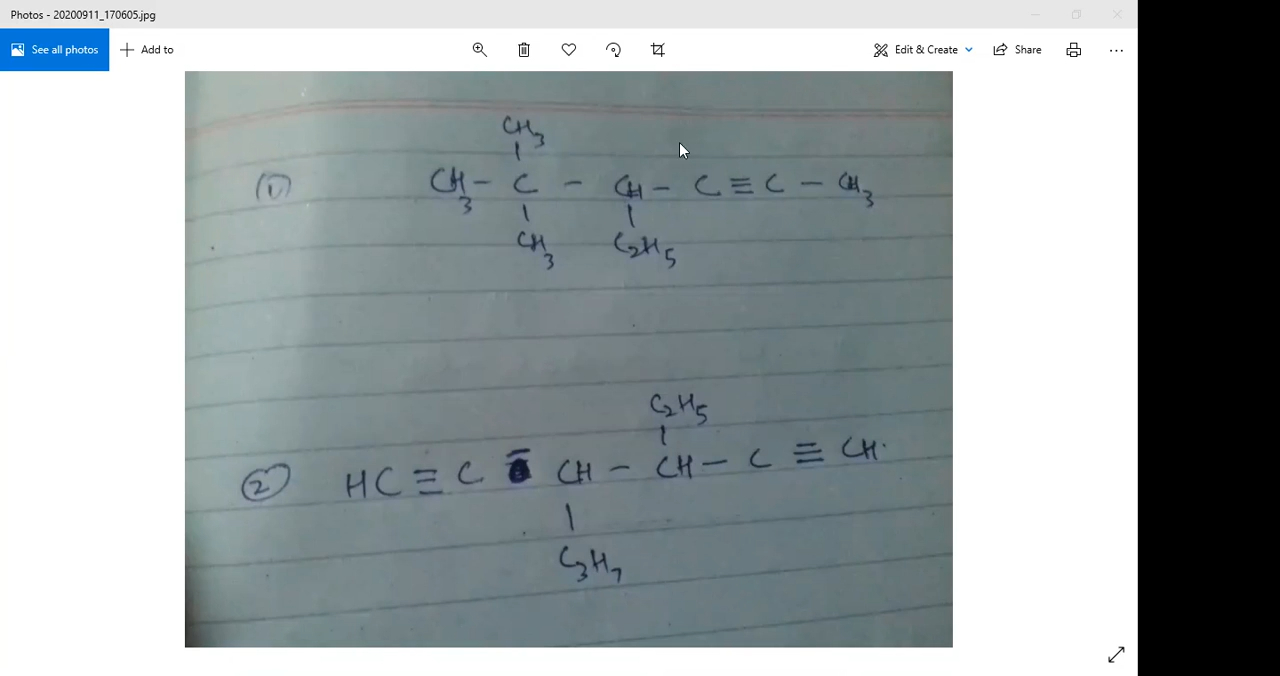 Photos - 20200911_170605.jpg
See all photos
Add to
Edit & Create
Share
CH3
(1) CH3 - C - CH - C ≡ C - CH3
CH3 C2H5
C2H5
(2) HC ≡ C - CH - CH - C ≡ CH
C3H7